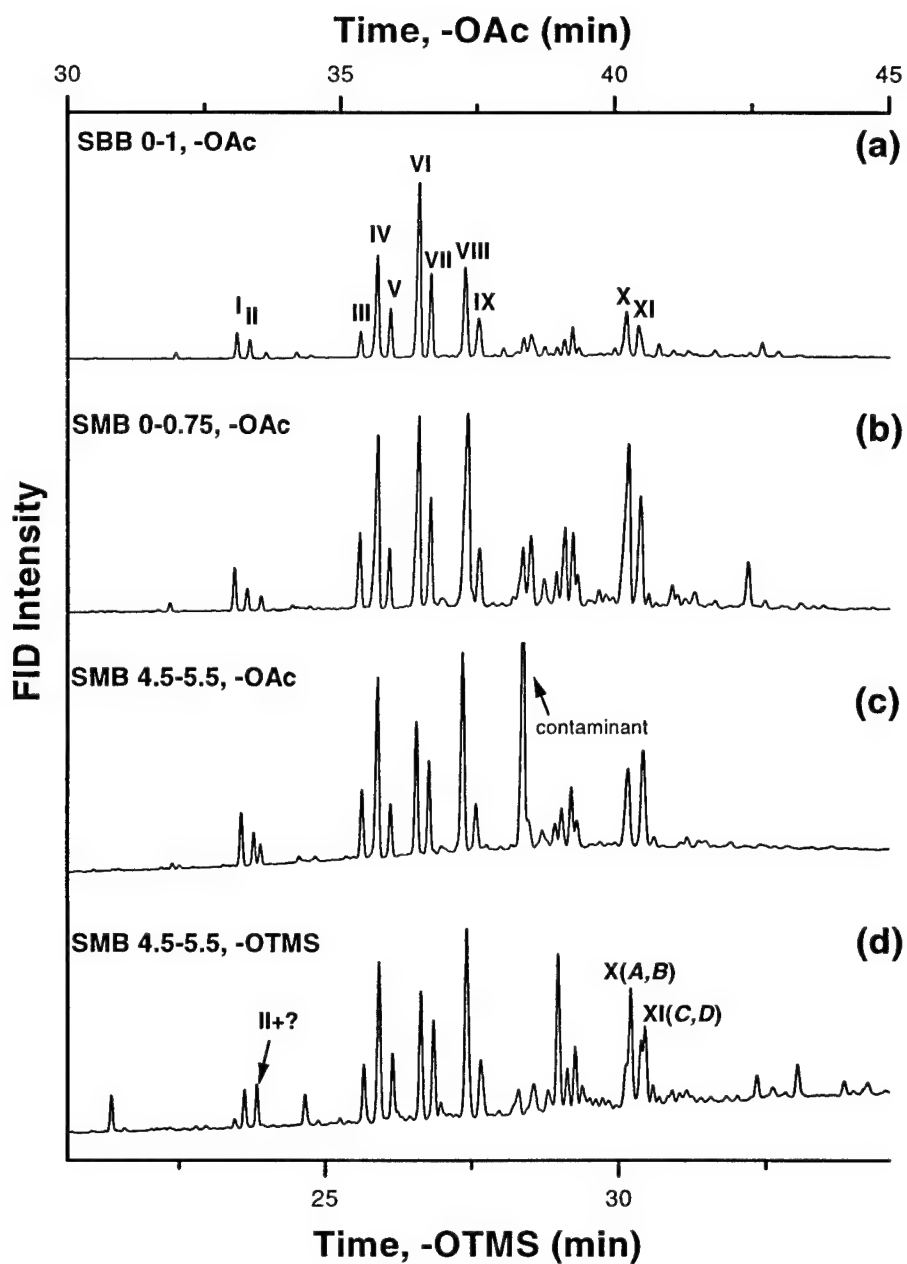 Time, -OAc (min)
30 35 40 45
SBB 0-1, -OAc
(a)
I
II
III
IV
V
VI
VII
VIII
IX
X
XI
SMB 0-0.75, -OAc
(b)
SMB 4.5-5.5, -OAc
(c)
contaminant
SMB 4.5-5.5, -OTMS
(d)
II+?
X(A,B)
XI(C,D)
FID Intensity
25 30
Time, -OTMS (min)